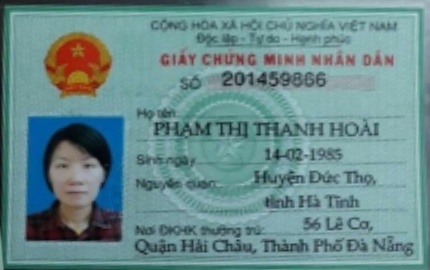 CỘNG HÒA XÃ HỘI CHỦ NGHĨA VIỆT NAM
Độc lập - Tự do - Hạnh phúc
GIẤY CHỨNG MINH NHÂN DÂN
SỐ 201459866
Họ tên
PHẠM THỊ THANH HOÀI
Sinh ngày 14-02-1985
Nguyên quán Huyện Đức Thọ,
tỉnh Hà Tĩnh
Nơi ĐKHK thường trú: 56 Lê Cơ,
Quận Hải Châu, Thành Phố Đà Nẵng